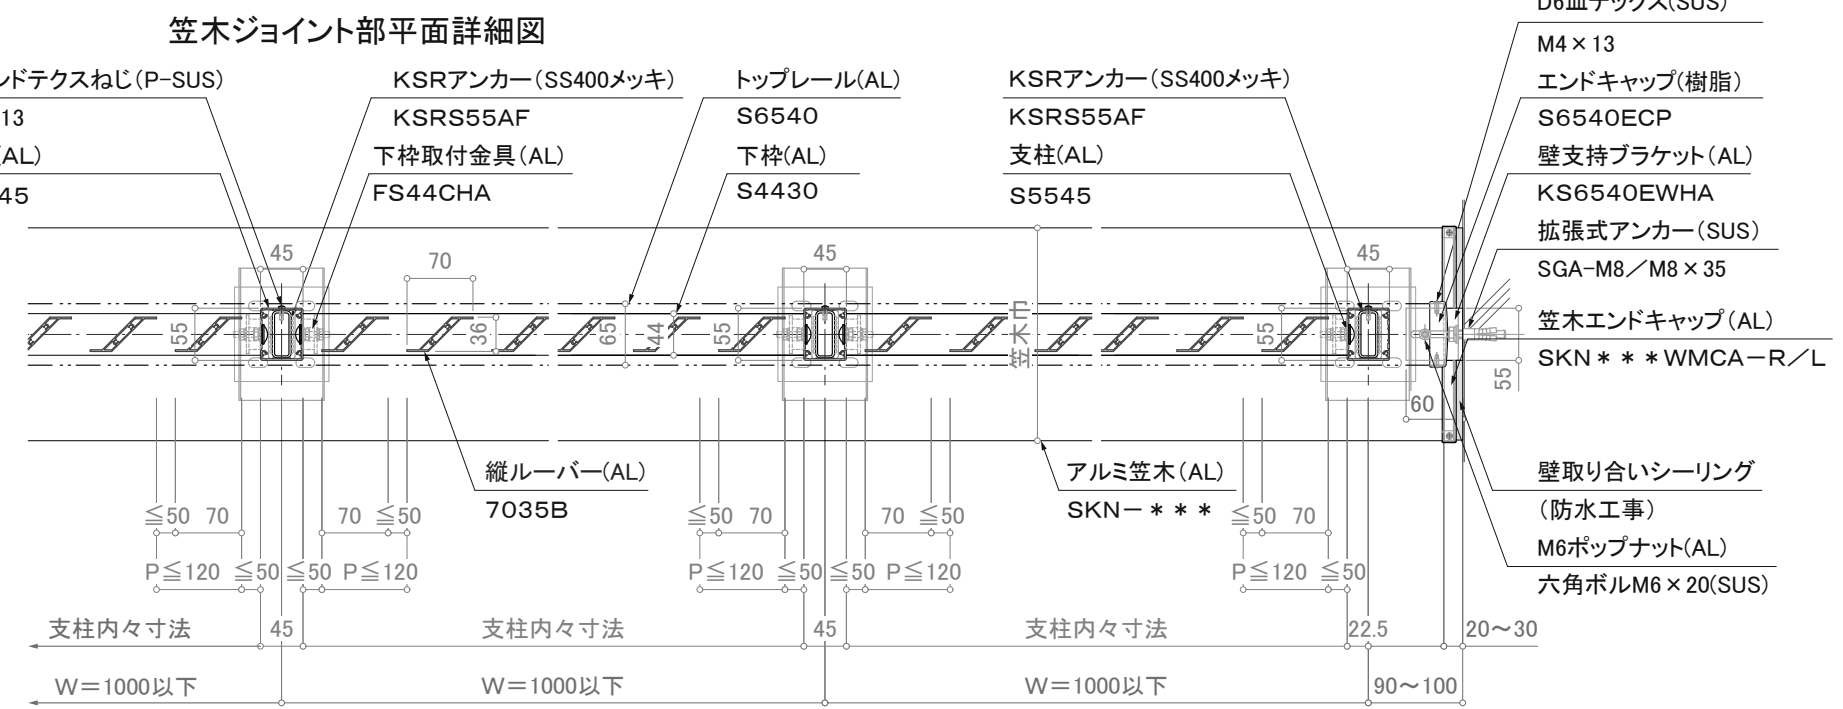 笠木ジョイント部平面詳細図
ンドテクスねじ(P-SUS)
13
(AL)
45
KSRアンカー(SS400メッキ)
KSRS55AF
下枠取付金具(AL)
FS44CHA
トップレール(AL)
S6540
下枠(AL)
S4430
KSRアンカー(SS400メッキ)
KSRS55AF
支柱(AL)
S5545
M4×13
エンドキャップ(樹脂)
S6540ECP
壁支持ブラケット(AL)
KS6540EWHA
拡張式アンカー(SUS)
SGA-M8/M8×35
笠木エンドキャップ(AL)
SKN***WMCA-R/L
壁取り合いシーリング
(防水工事)
M6ポップナット(AL)
六角ボルM6×20(SUS)
45
70
45
45
55
36
65
44
55
笠木巾
55
60
55
縦ルーバー(AL)
7035B
アルミ笠木(AL)
SKN-***
≦50 70
70 ≦50
≦50 70
70 ≦50
≦50 70
P≦120 ≦50 ≦50 P≦120
P≦120 ≦50 ≦50 P≦120
P≦120 ≦50
支柱内々寸法 45 支柱内々寸法 45 支柱内々寸法 22.5 20~30
W=1000以下 W=1000以下 W=1000以下 90~100